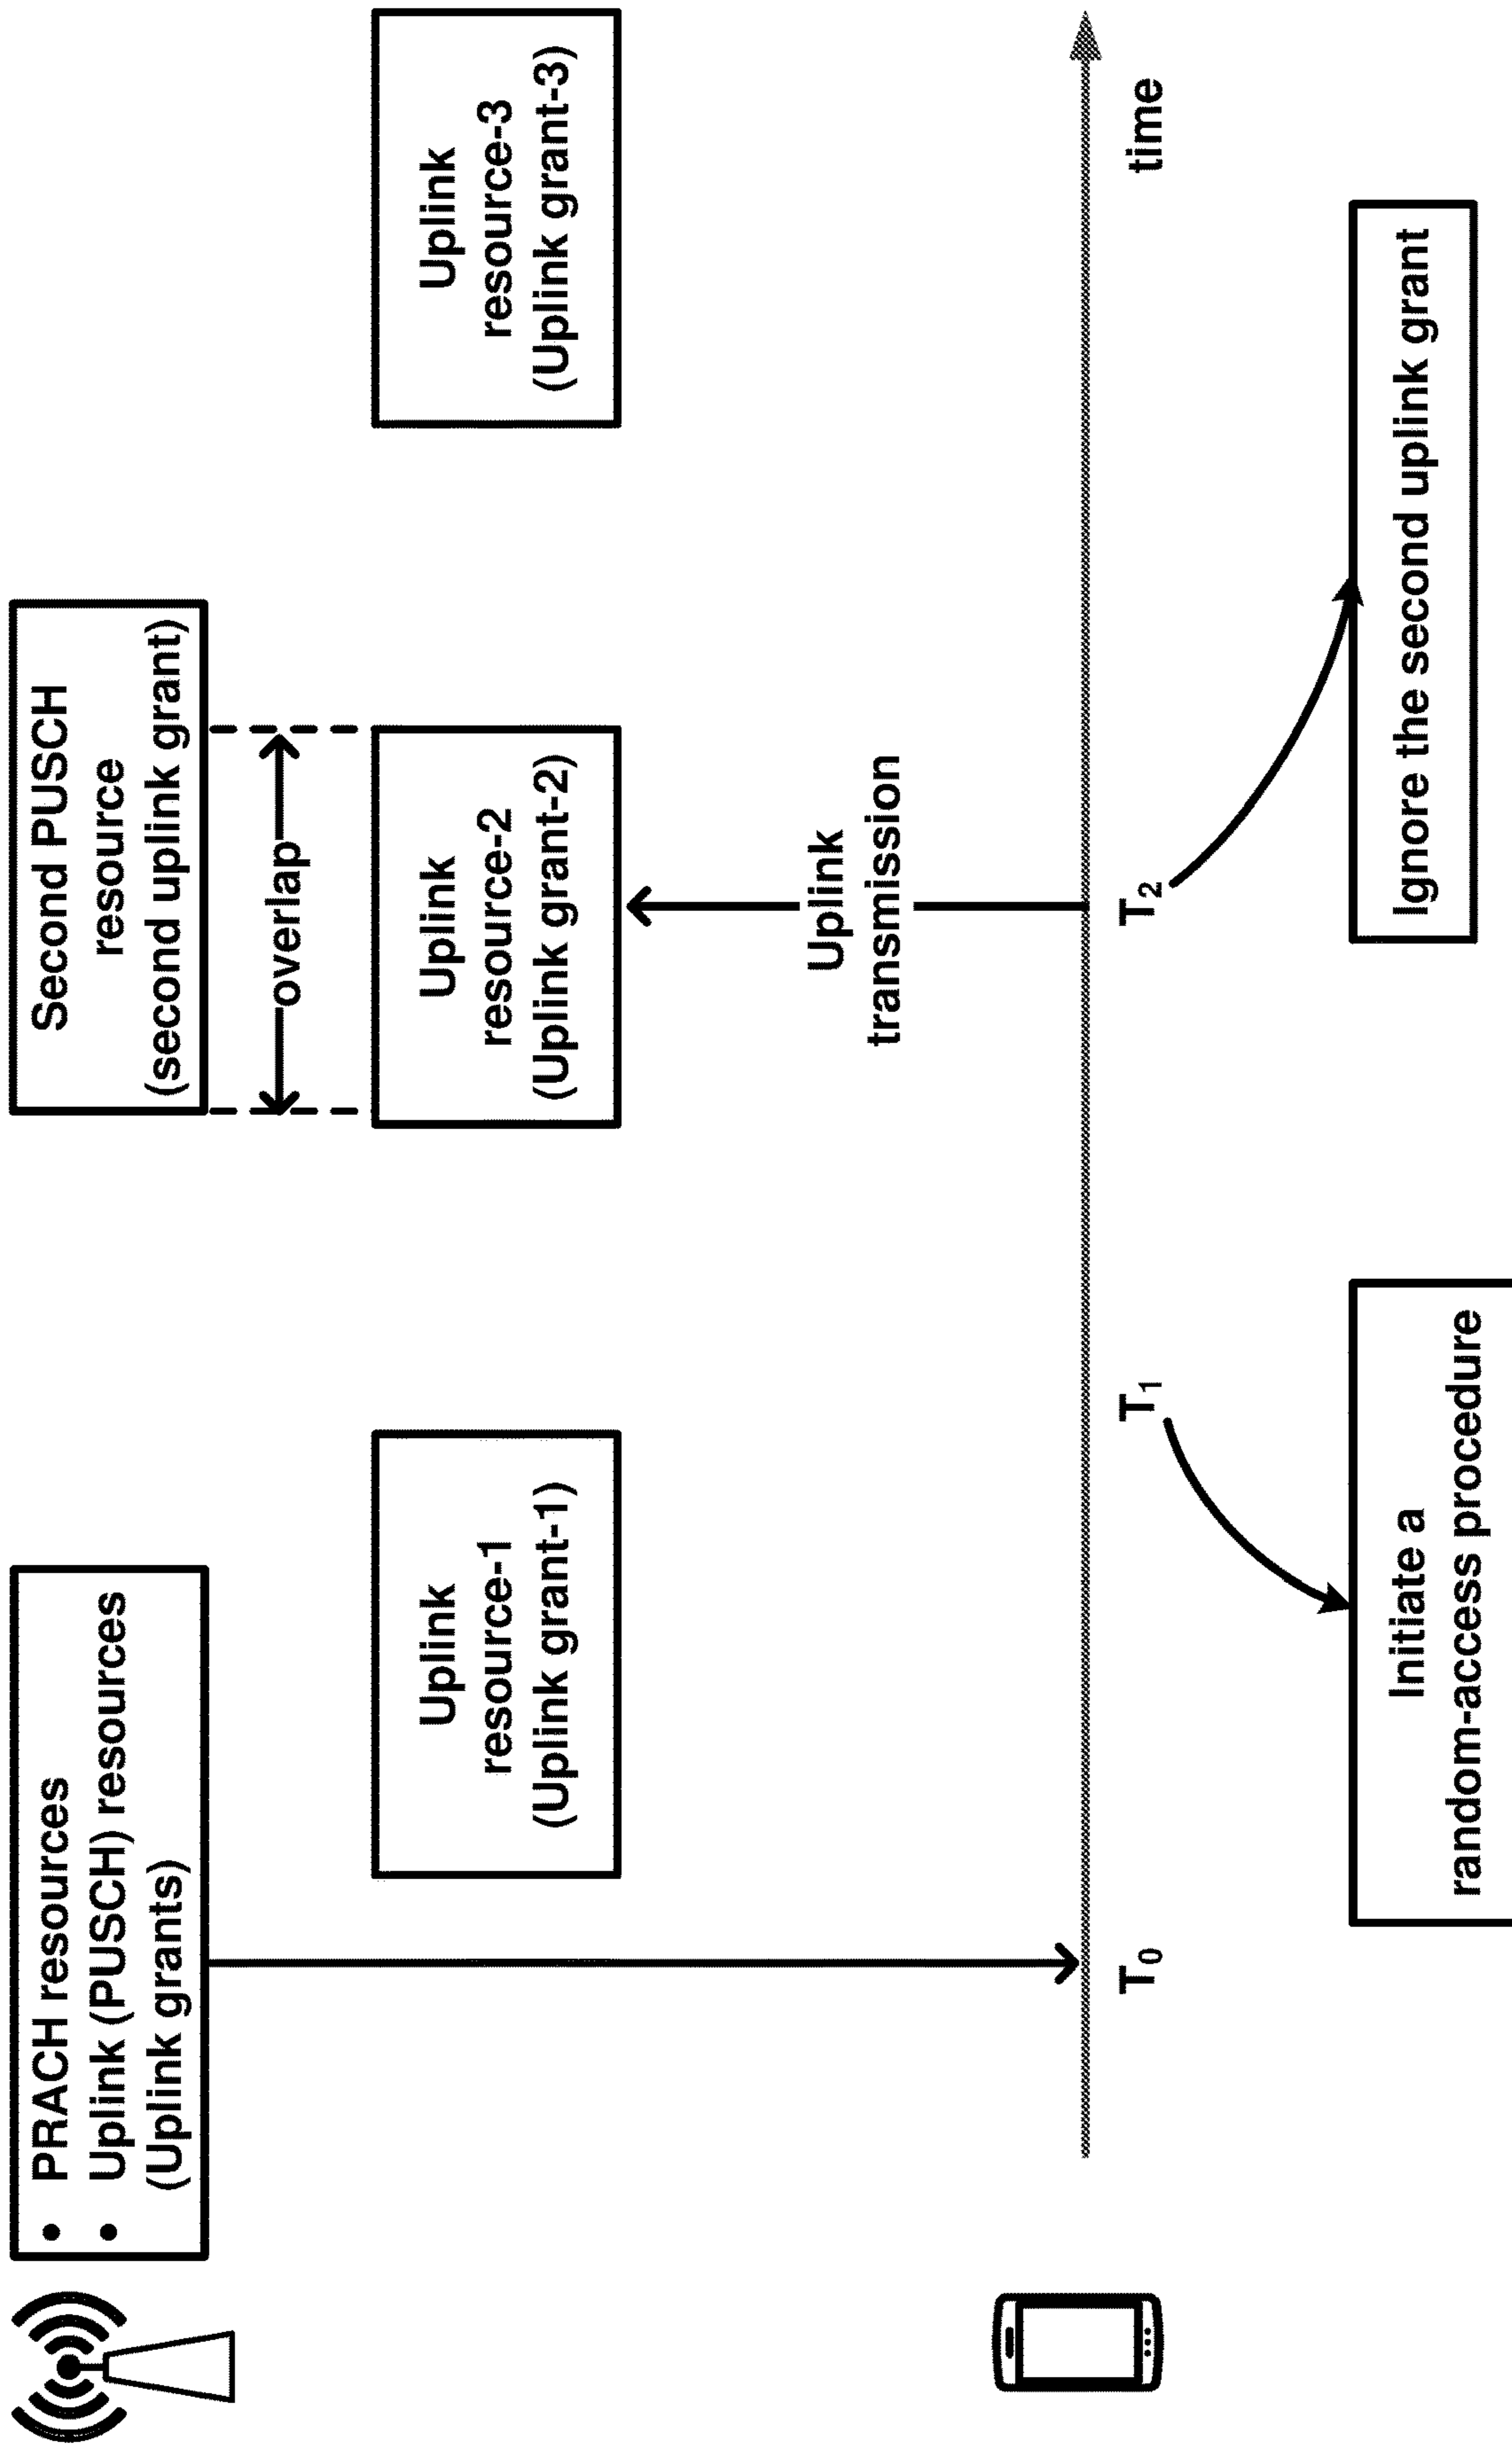 • PRACH resources
• Uplink (PUSCH) resources
(Uplink grants)
Second PUSCH
resource
(second uplink grant)
overlap
Uplink
resource-1
(Uplink grant-1)
Uplink
resource-2
(Uplink grant-2)
Uplink
resource-3
(Uplink grant-3)
Uplink
transmission
T0
T1
T2
time
Initiate a
random-access procedure
Ignore the second uplink grant